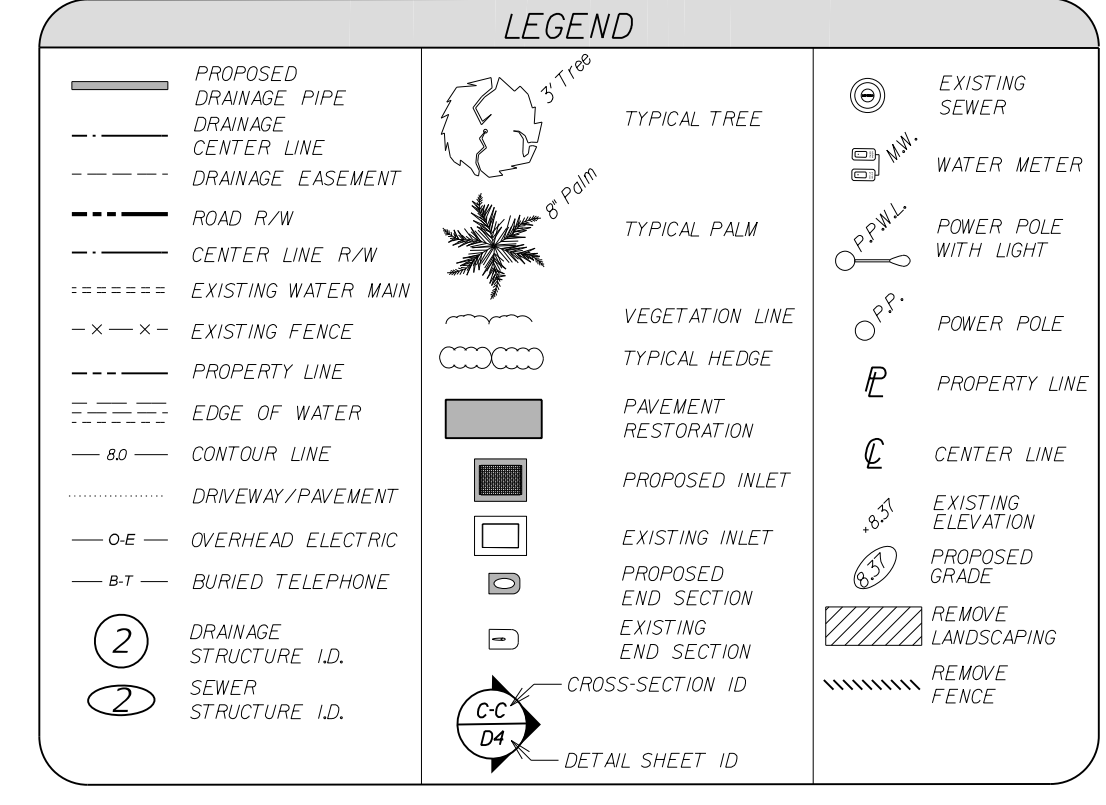 LEGEND
PROPOSED
DRAINAGE PIPE
DRAINAGE
CENTER LINE
DRAINAGE EASEMENT
ROAD R/W
CENTER LINE R/W
EXISTING WATER MAIN
EXISTING FENCE
PROPERTY LINE
EDGE OF WATER
8.0
CONTOUR LINE
DRIVEWAY/PAVEMENT
O-E
OVERHEAD ELECTRIC
B-T
BURIED TELEPHONE
2
DRAINAGE
STRUCTURE I.D.
2
SEWER
STRUCTURE I.D.
3' Tree
TYPICAL TREE
8" Palm
TYPICAL PALM
VEGETATION LINE
TYPICAL HEDGE
PAVEMENT
RESTORATION
PROPOSED INLET
EXISTING INLET
PROPOSED
END SECTION
EXISTING
END SECTION
CROSS-SECTION ID
C-C
D4
DETAIL SHEET ID
EXISTING
SEWER
M.W.
WATER METER
P.P.W.L.
POWER POLE
WITH LIGHT
P.P.
POWER POLE
PL
PROPERTY LINE
CL
CENTER LINE
+8.37
EXISTING
ELEVATION
8.37
PROPOSED
GRADE
REMOVE
LANDSCAPING
REMOVE
FENCE